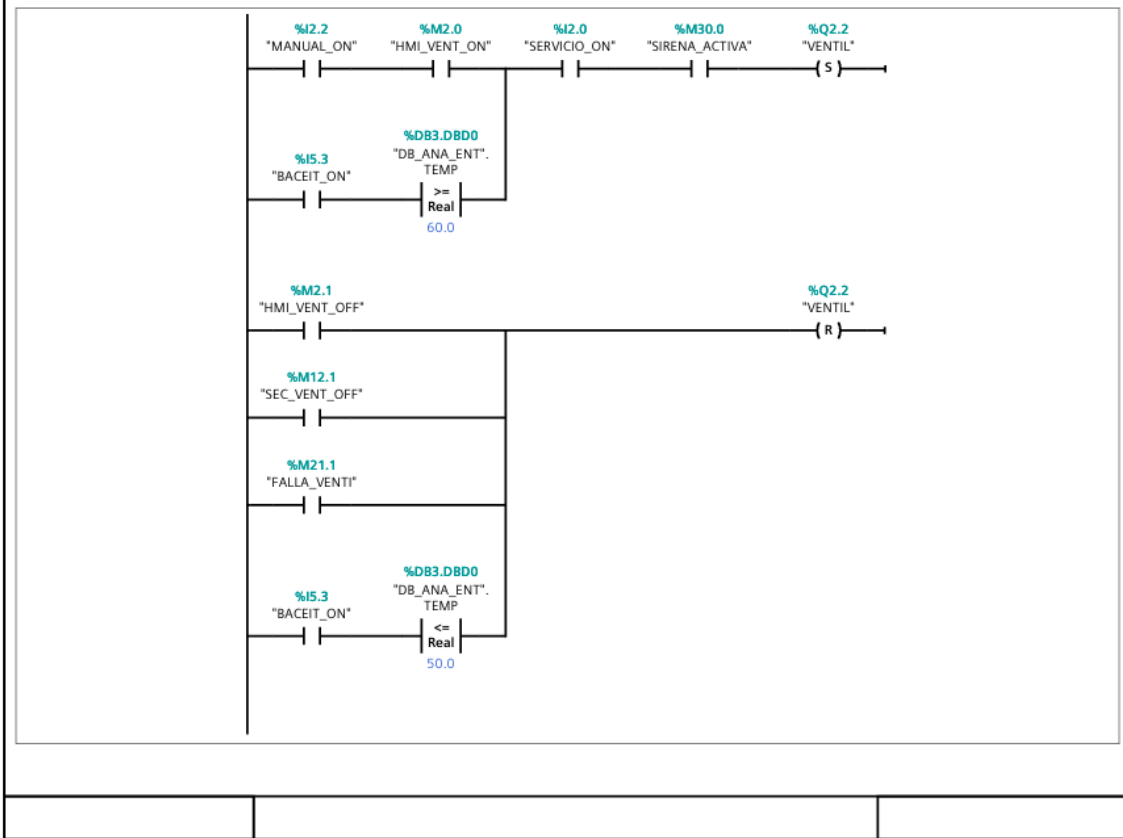 %I2.2 %M2.0 %I2.0 %M30.0 %Q2.2
"MANUAL_ON" "HMI_VENT_ON" "SERVICIO_ON" "SIRENA_ACTIVA" "VENTIL"
S
%DB3.DBD0
"DB_ANA_ENT".
TEMP
%I5.3
"BACEIT_ON"
>=
Real
60.0
%M2.1 %Q2.2
"HMI_VENT_OFF" "VENTIL"
R
%M12.1
"SEC_VENT_OFF"
%M21.1
"FALLA_VENTI"
%DB3.DBD0
"DB_ANA_ENT".
TEMP
%I5.3
"BACEIT_ON"
<=
Real
50.0